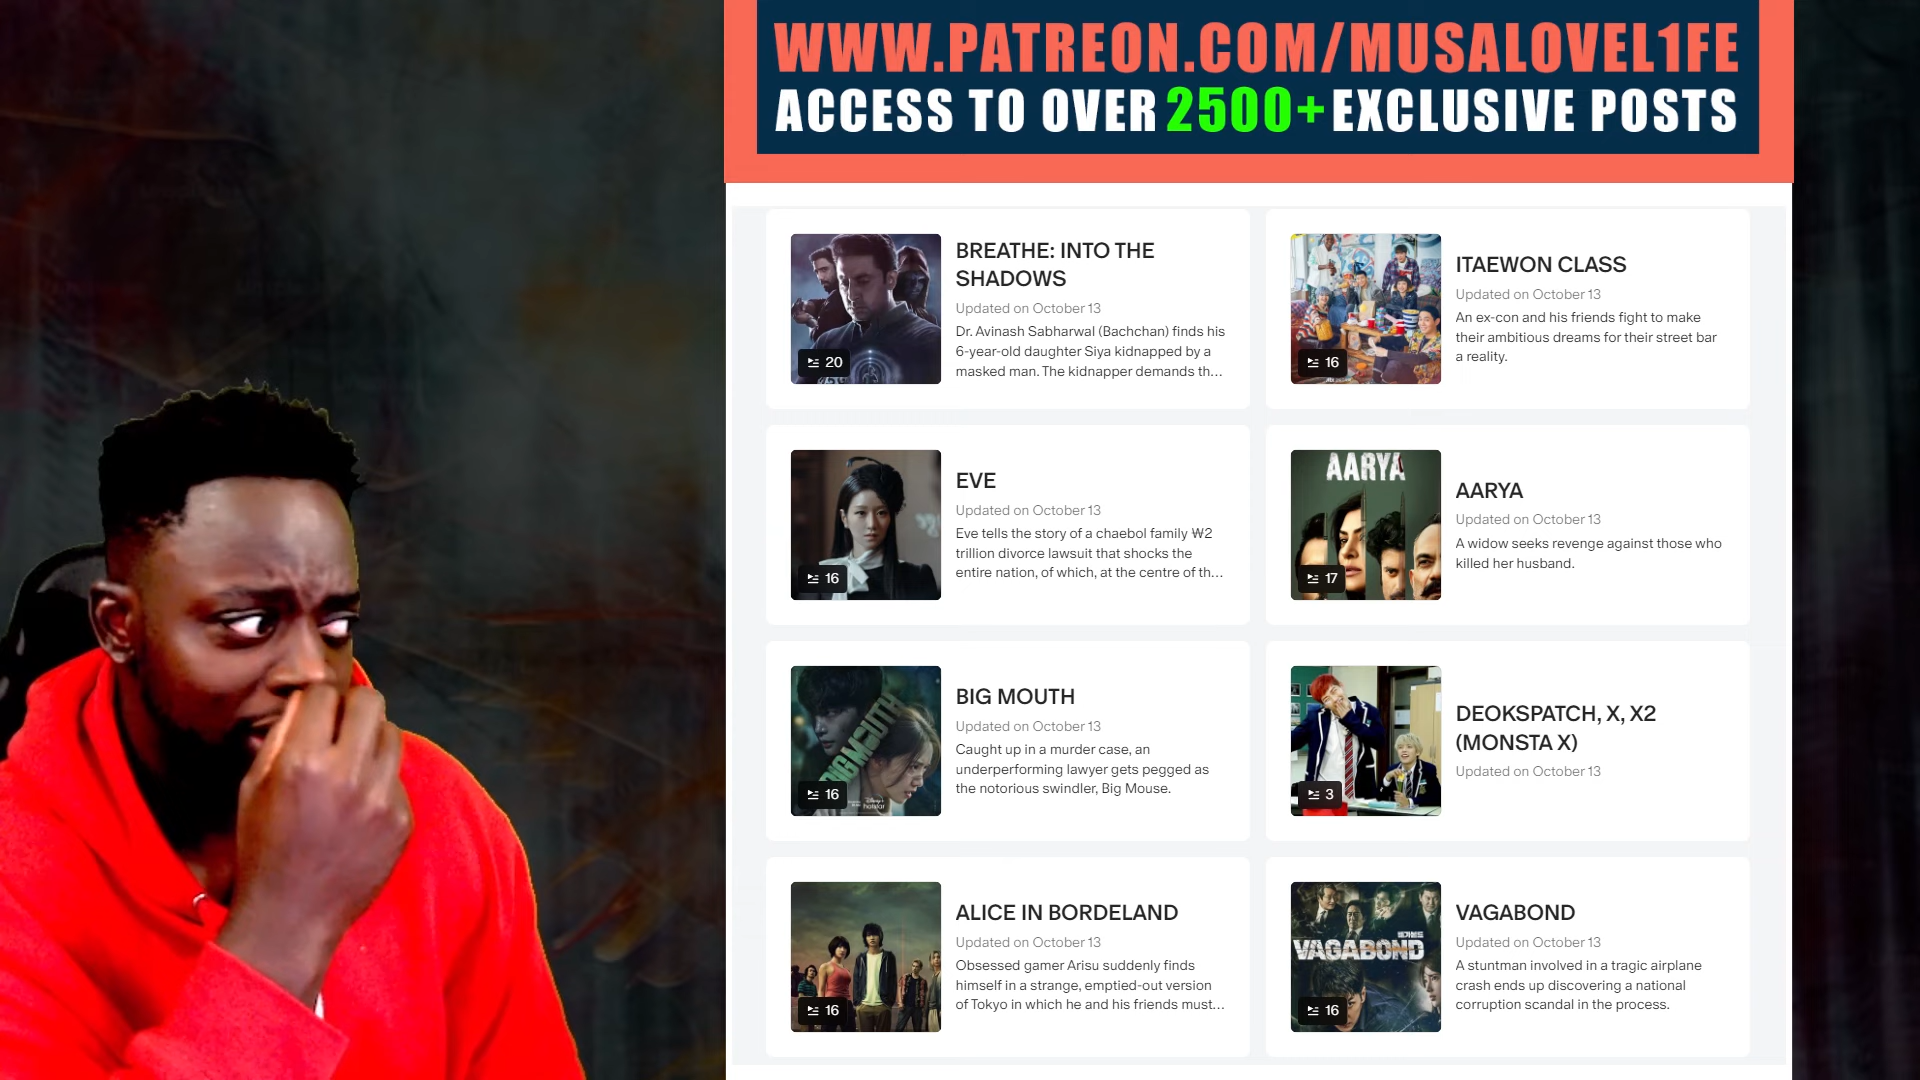 WWW.PATREON.COM/MUSALOVEL1FE
ACCESS TO OVER 2500+ EXCLUSIVE POSTS
BREATHE: INTO THE
SHADOWS
Updated on October 13
Dr. Avinash Sabharwal (Bachchan) finds his
6-year-old daughter Siya kidnapped by a
masked man. The kidnapper demands th...
20
ITAEWON CLASS
Updated on October 13
An ex-con and his friends fight to make
their ambitious dreams for their street bar
a reality.
16
EVE
Updated on October 13
Eve tells the story of a chaebol family ₩2
trillion divorce lawsuit that shocks the
entire nation, of which, at the centre of th...
16
AARYA
AARYA
Updated on October 13
A widow seeks revenge against those who
killed her husband.
17
BIGMOUTH
BIG MOUTH
Updated on October 13
Caught up in a murder case, an
underperforming lawyer gets pegged as
the notorious swindler, Big Mouse.
16
DEOKSPATCH, X, X2
(MONSTA X)
Updated on October 13
3
ALICE IN BORDELAND
Updated on October 13
Obsessed gamer Arisu suddenly finds
himself in a strange, emptied-out version
of Tokyo in which he and his friends must...
16
배가본드
VAGABOND
VAGABOND
Updated on October 13
A stuntman involved in a tragic airplane
crash ends up discovering a national
corruption scandal in the process.
16